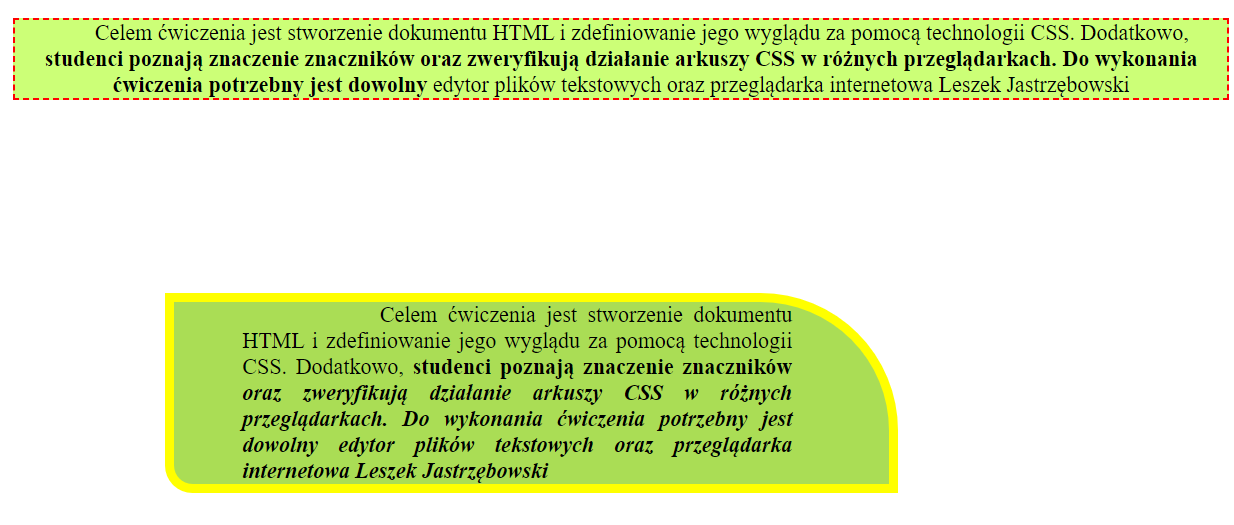 Celem ćwiczenia jest stworzenie dokumentu HTML i zdefiniowanie jego wyglądu za pomocą technologii CSS. Dodatkowo,
studenci poznają znaczenie znaczników oraz zweryfikują działanie arkuszy CSS w różnych przeglądarkach. Do wykonania
ćwiczenia potrzebny jest dowolny edytor plików tekstowych oraz przeglądarka internetowa Leszek Jastrzębowski
Celem ćwiczenia jest stworzenie dokumentu
HTML i zdefiniowanie jego wyglądu za pomocą technologii
CSS. Dodatkowo, studenci poznają znaczenie znaczników
oraz zweryfikują działanie arkuszy CSS w różnych
przeglądarkach. Do wykonania ćwiczenia potrzebny jest
dowolny edytor plików tekstowych oraz przeglądarka
internetowa Leszek Jastrzębowski